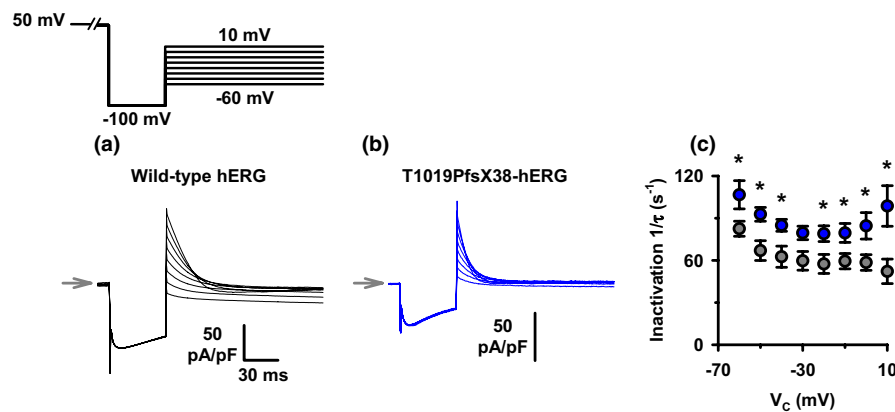 50 mV
10 mV
-60 mV
-100 mV
(a)
Wild-type hERG
50
pA/pF
30 ms
(b)
T1019PfsX38-hERG
50
pA/pF
(c)
* * * * * * *
Inactivation 1/τ (s⁻¹)
120
60
0
-70 -30 10
V_C (mV)